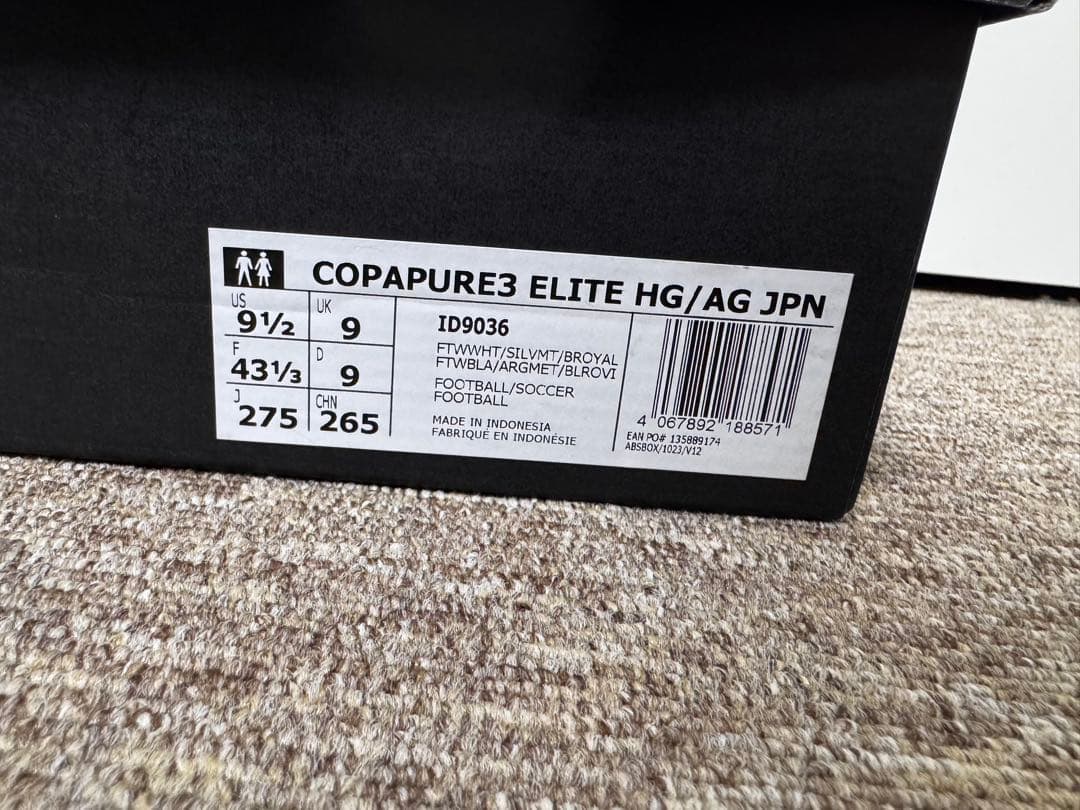 COPAPURE3 ELITE HG/AG JPN
US 9½ UK 9
F 43⅓ D 9
J 275 CHN 265
ID9036
FTWWHT/SILVMT/BROYAL
FTWBLA/ARGMET/BLROVI
FOOTBALL/SOCCER
FOOTBALL
MADE IN INDONESIA
FABRIQUÉ EN INDONÉSIE
4 067892 188571
EAN PO# 135889174
ABSBOX/1023/V12